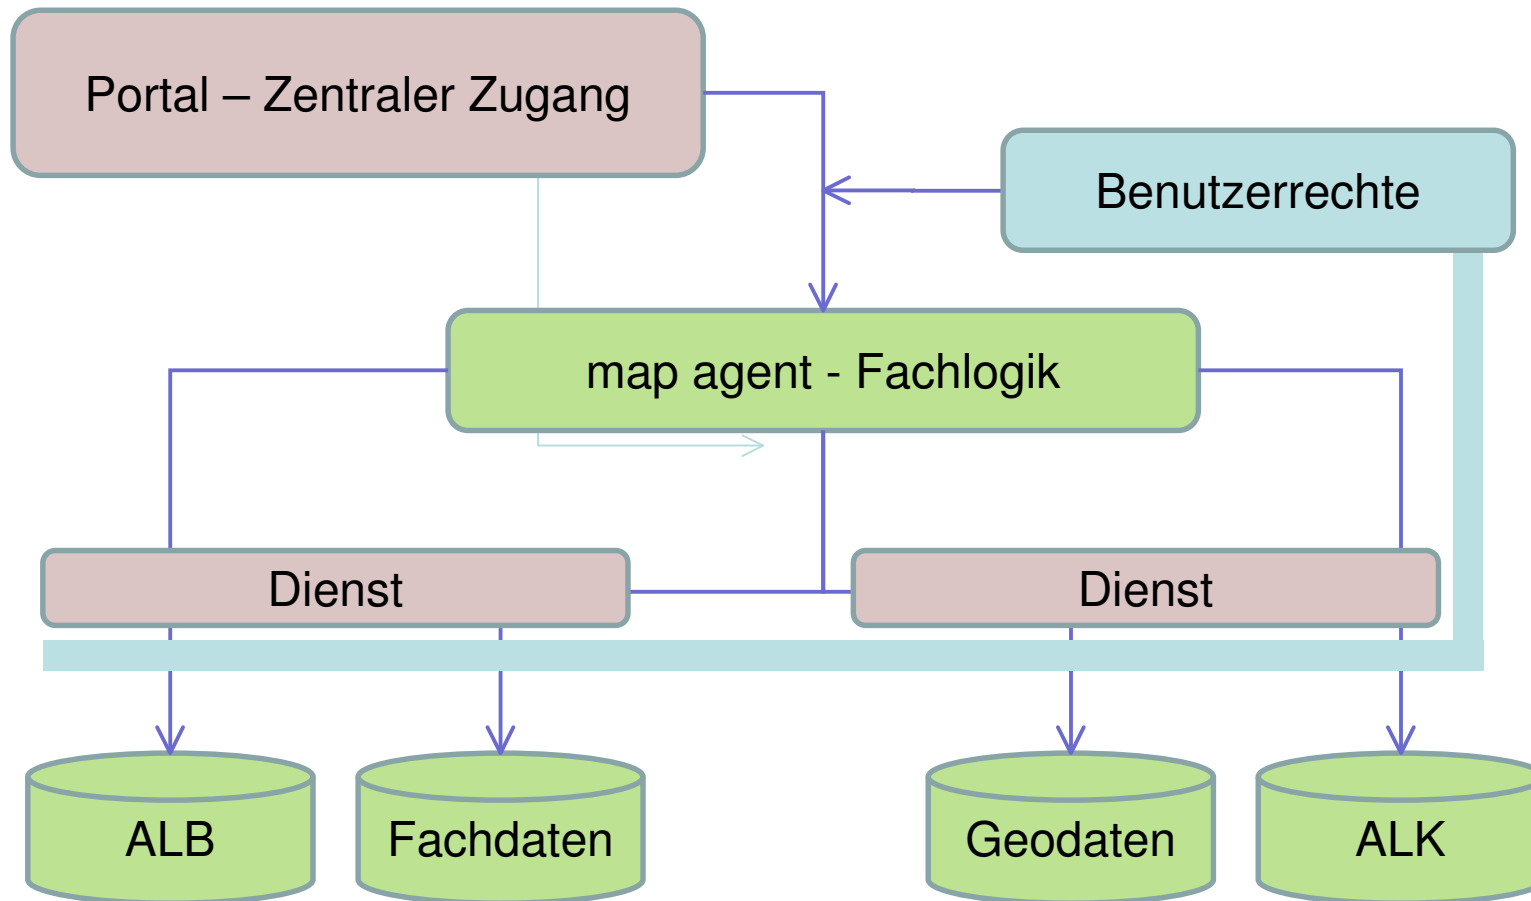 Portal – Zentraler Zugang
Benutzerrechte
map agent - Fachlogik
Dienst
Dienst
ALB
Fachdaten
Geodaten
ALK